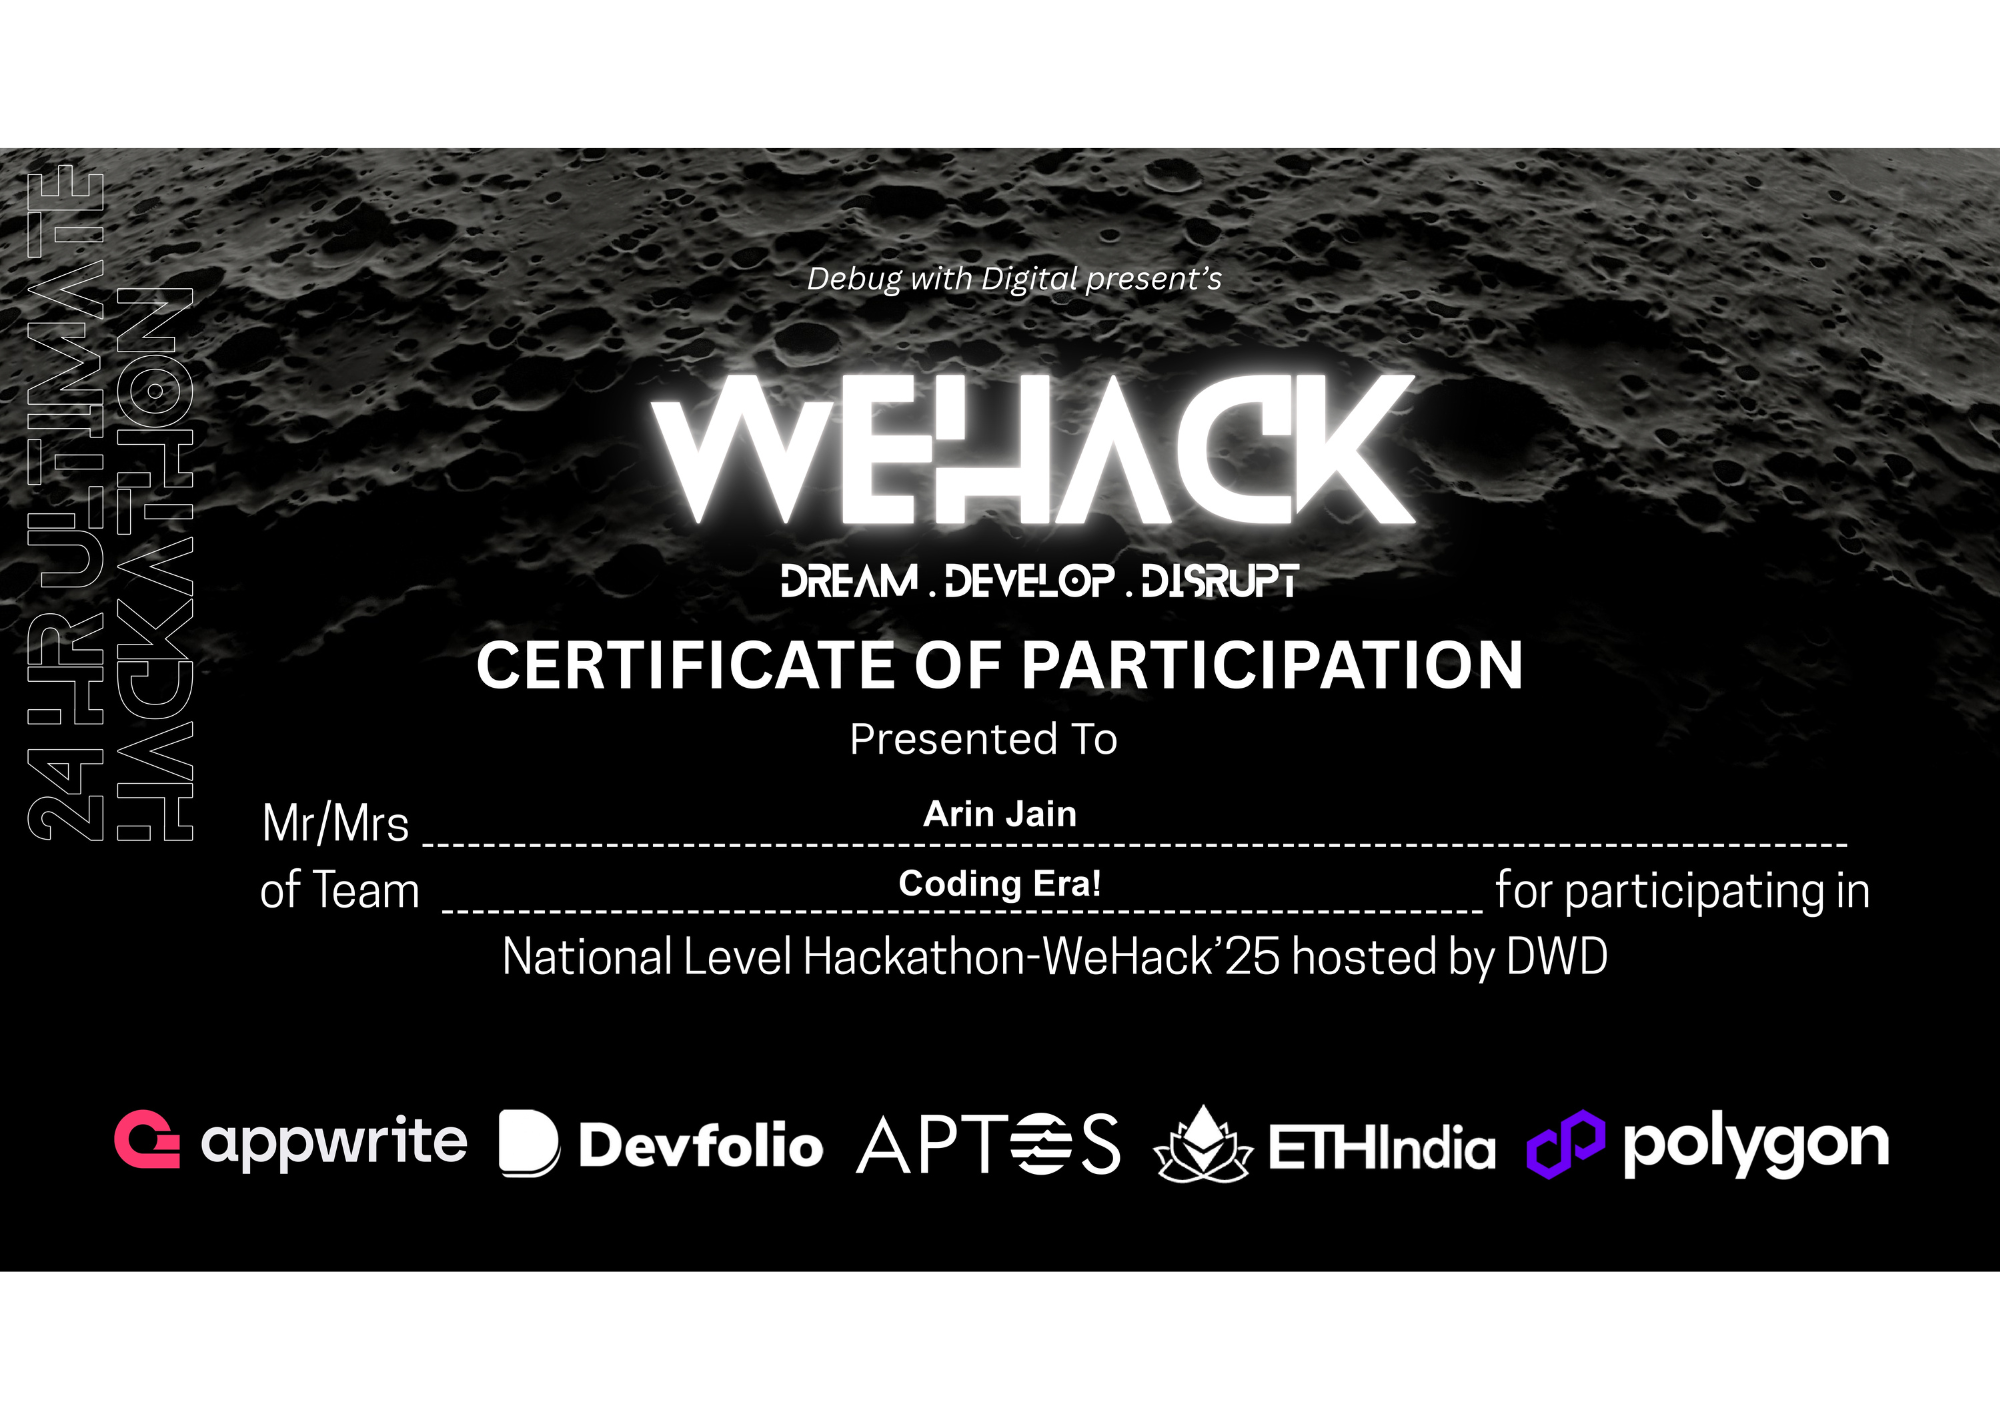 24 HR ULTIMATE
HACKATHON
Debug with Digital present’s
WEHACK
DREAM . DEVELOP . DISRUPT
CERTIFICATE OF PARTICIPATION
Presented To
Mr/Mrs Arin Jain
of Team Coding Era! for participating in
National Level Hackathon-WeHack’25 hosted by DWD
appwrite Devfolio APTOS ETHIndia polygon